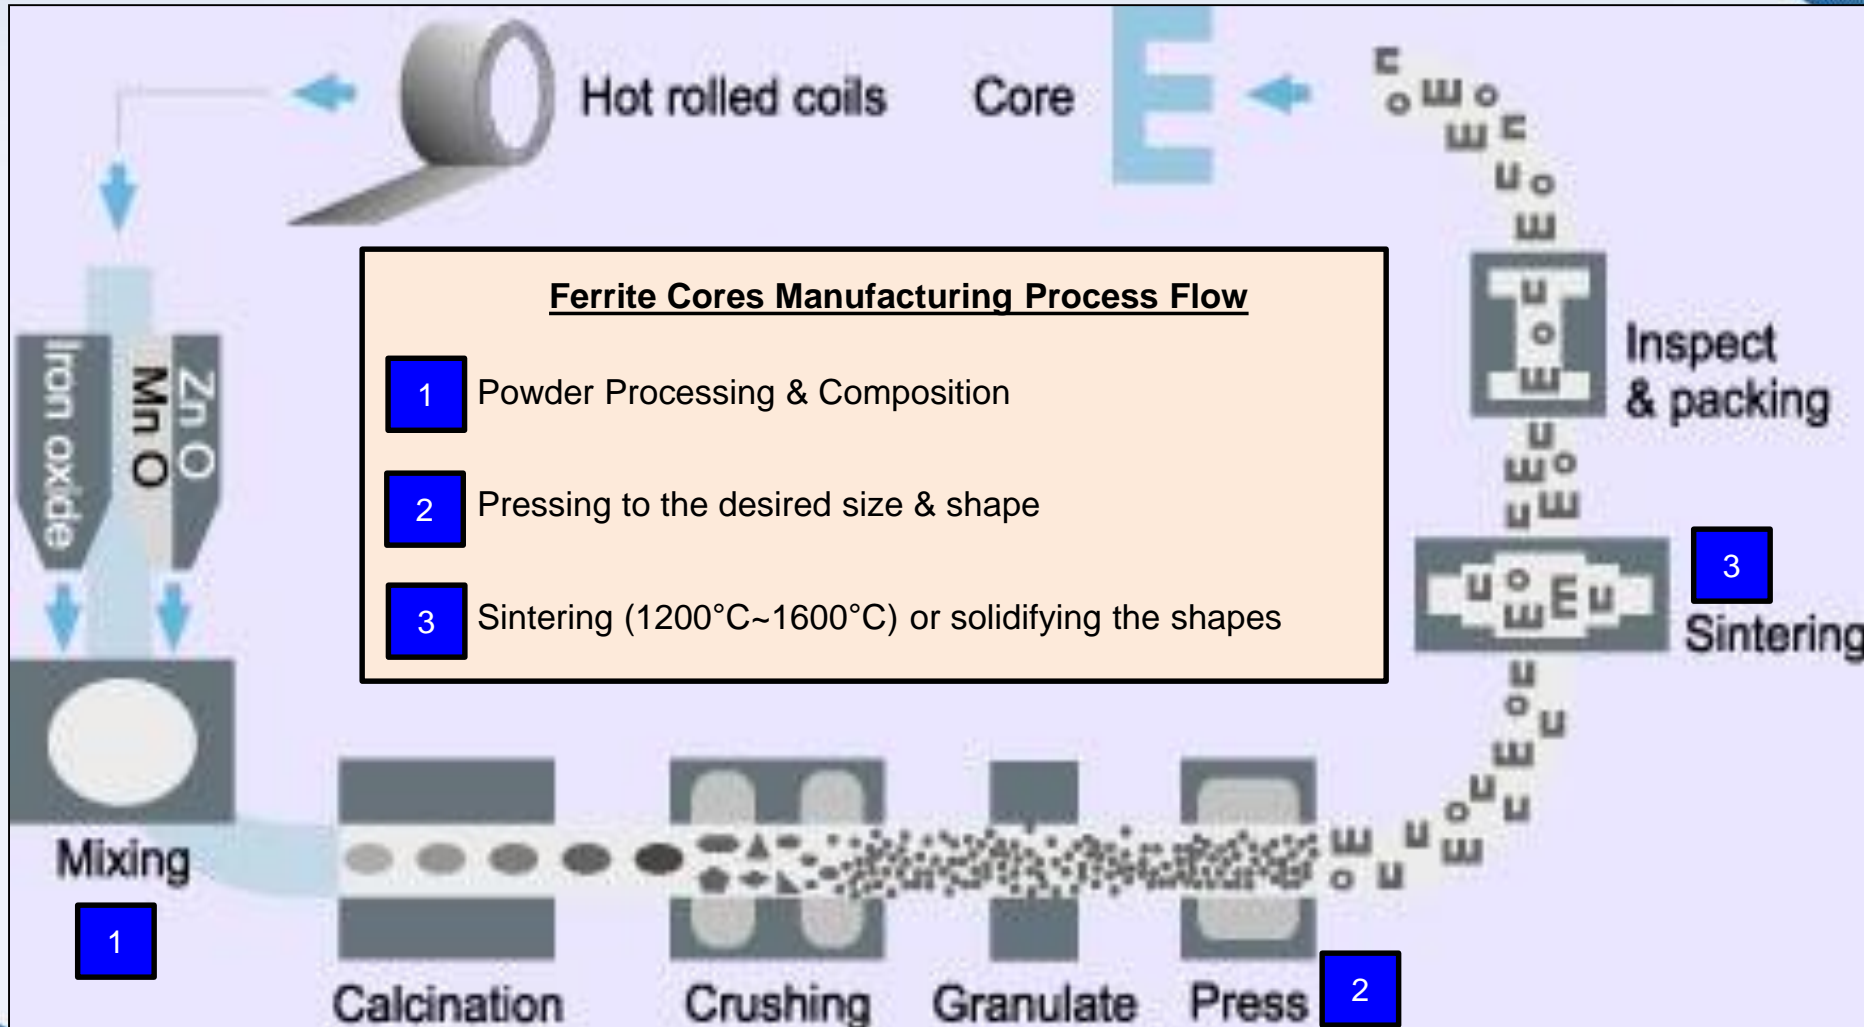 Hot rolled coils
Core
Ferrite Cores Manufacturing Process Flow
1 Powder Processing & Composition
2 Pressing to the desired size & shape
3 Sintering (1200°C~1600°C) or solidifying the shapes
Iron oxide
Mn O
Zn O
Inspect
& packing
3
Sintering
Mixing
1
Calcination
Crushing
Granulate
Press
2